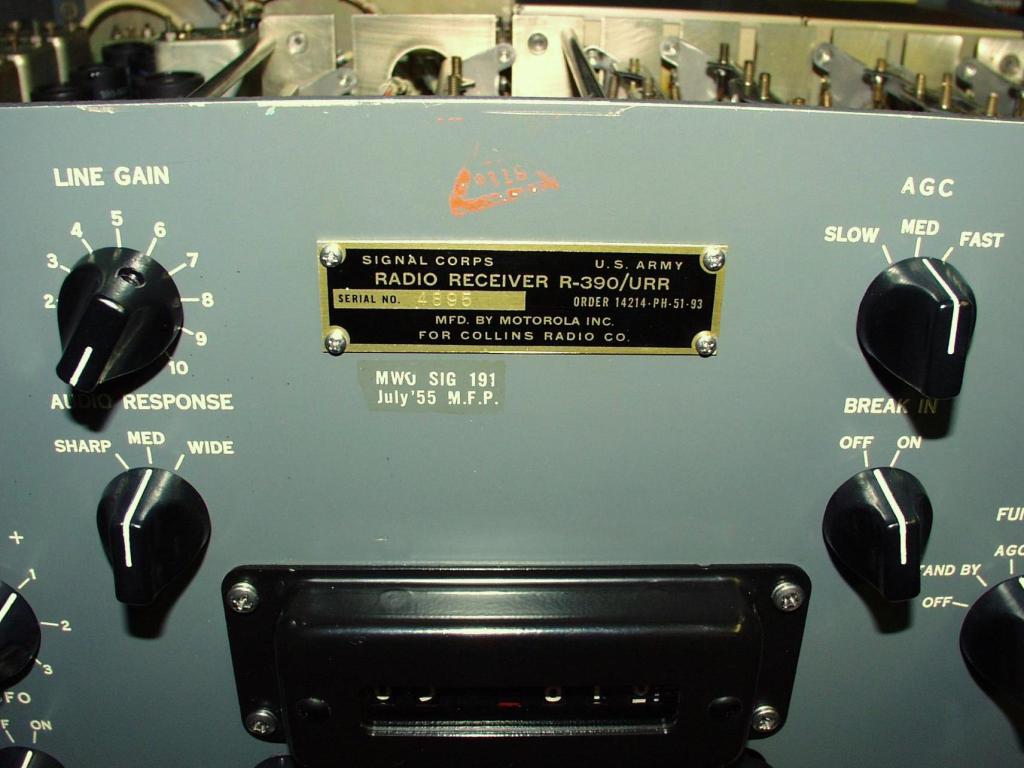 LINE GAIN
2 3 4 5 6 7 8 9 10
AUDIO RESPONSE
SHARP MED WIDE
SIGNAL CORPS U.S. ARMY
RADIO RECEIVER R-390/URR
SERIAL NO. 4895 ORDER 14214-PH-51-93
MFD. BY MOTOROLA INC.
FOR COLLINS RADIO CO.
MWO SIG 191
July '55 M.F.P.
AGC
SLOW MED FAST
BREAK IN
OFF ON
AGC
OFF
+
1
2
3
ON